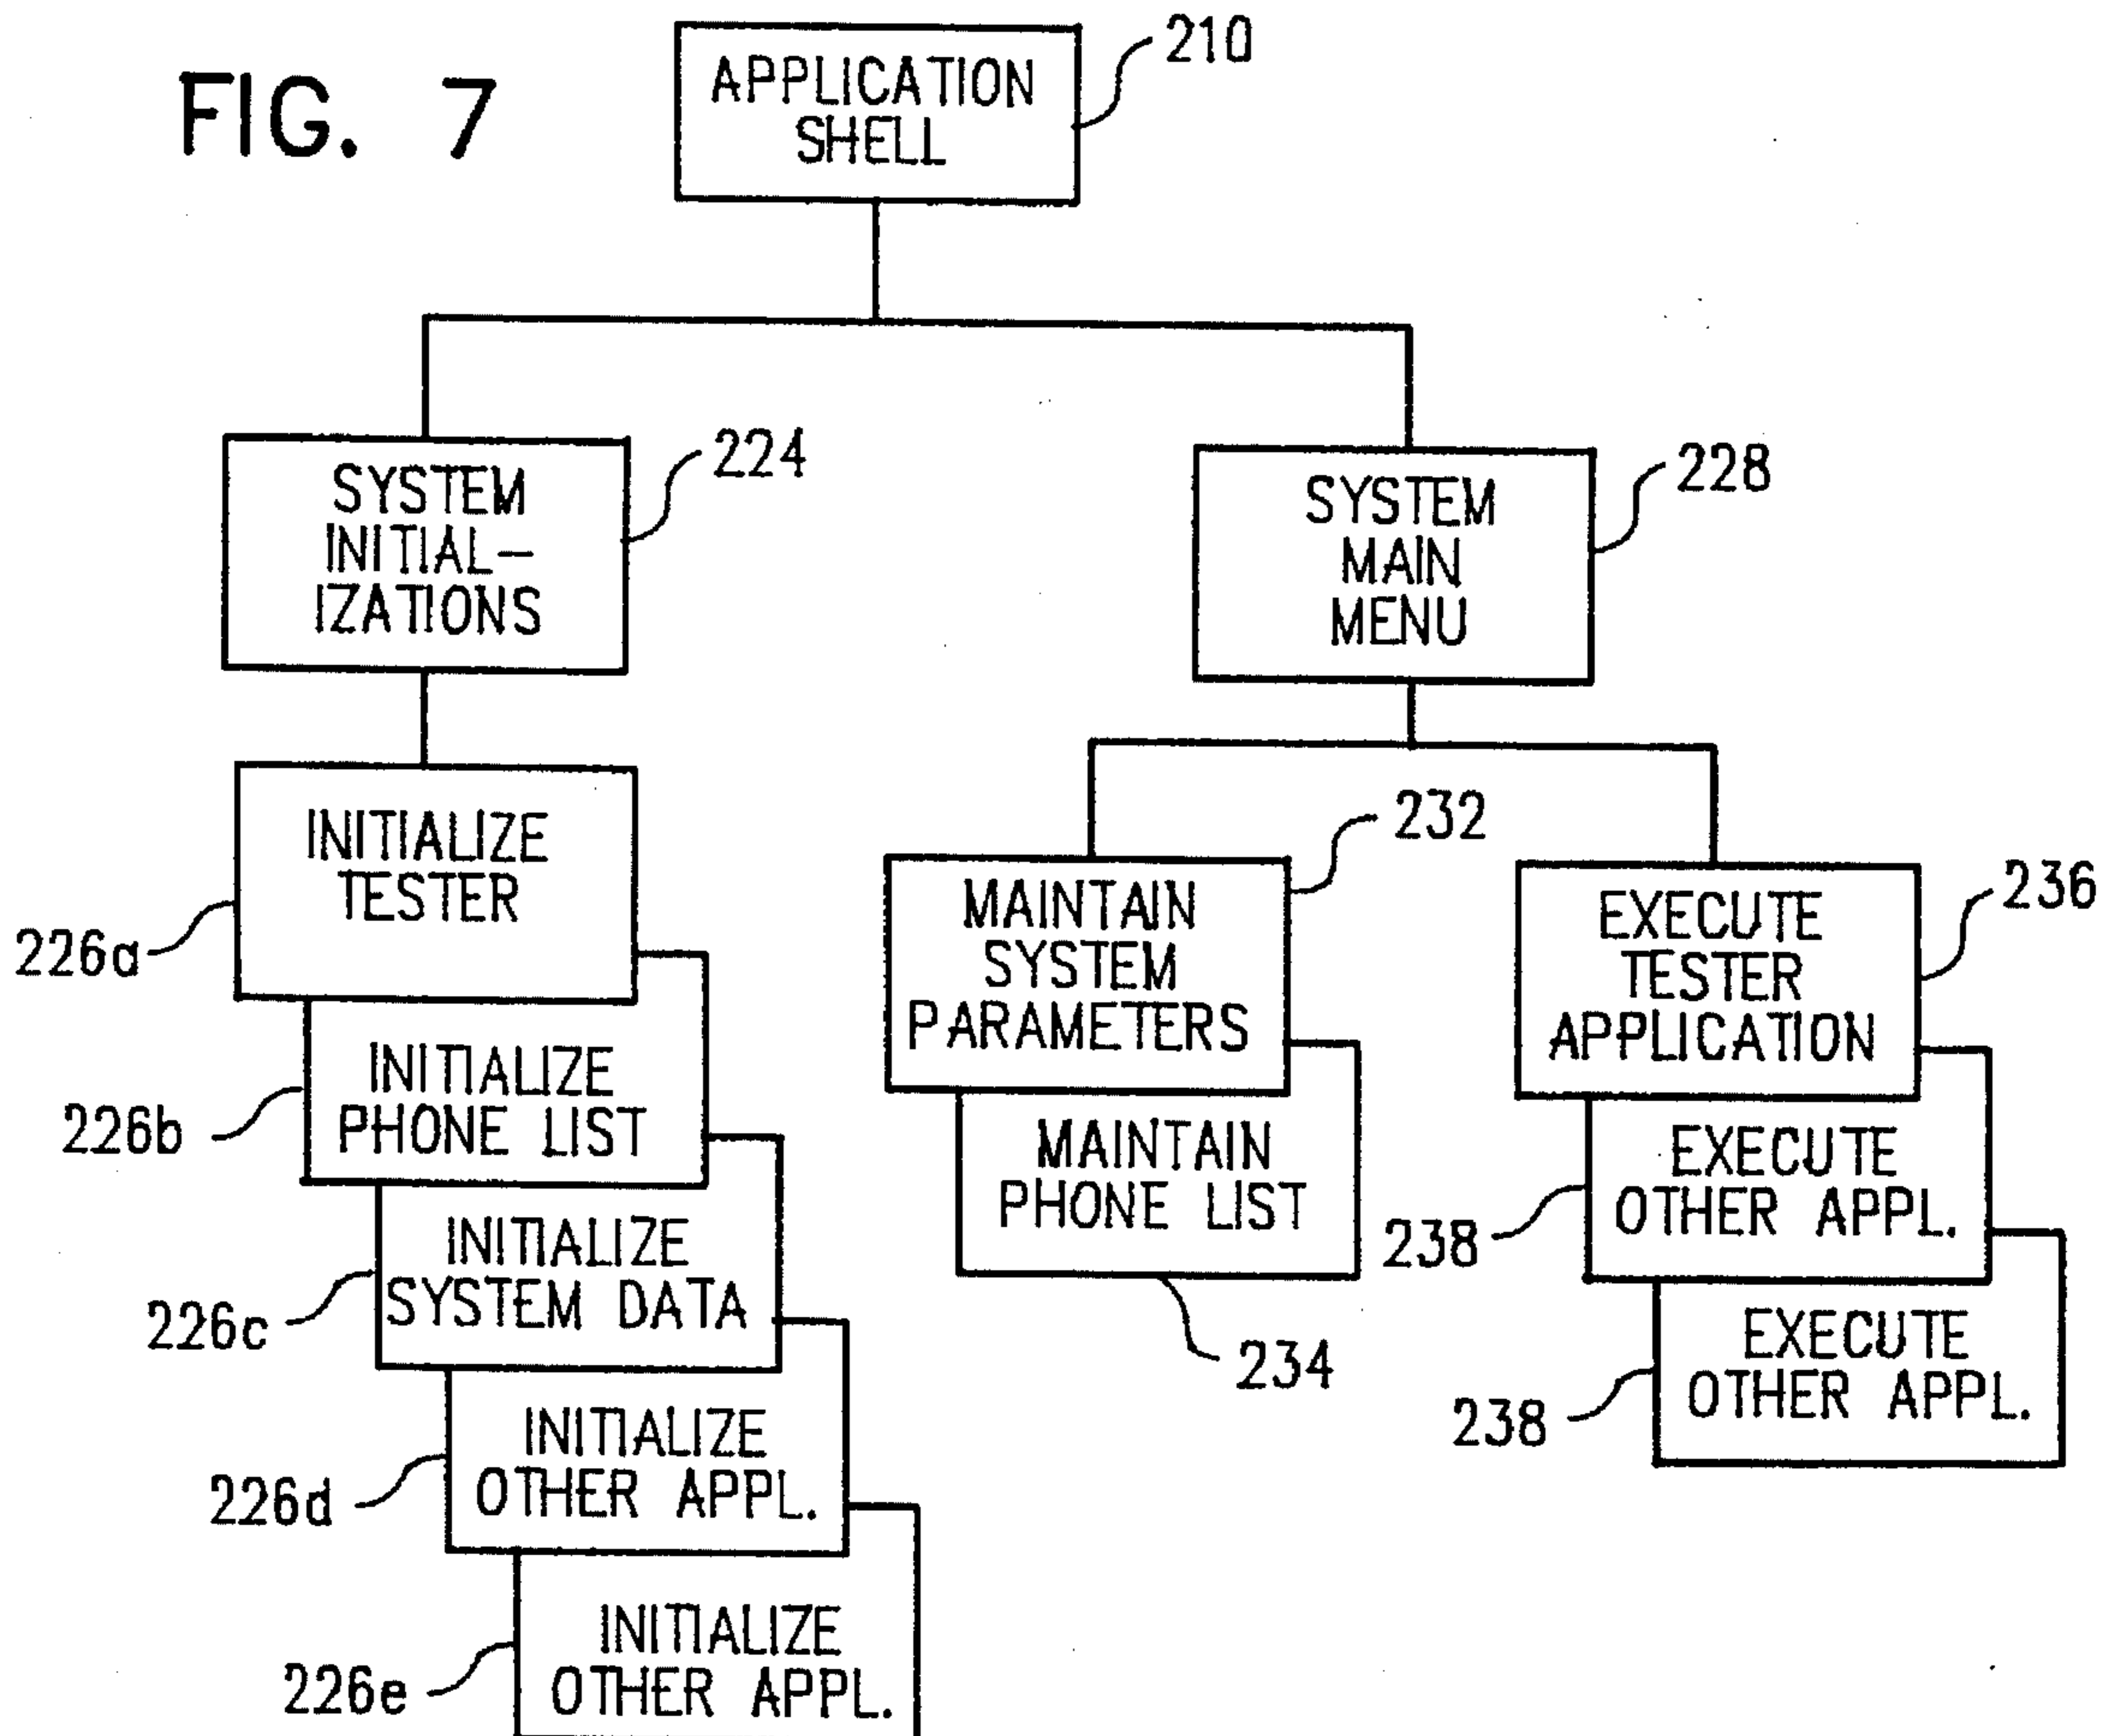 FIG. 7
APPLICATION
SHELL
210
SYSTEM
INITIAL-
IZATIONS
224
SYSTEM
MAIN
MENU
228
INITIALIZE
TESTER
226a
INITIALIZE
PHONE LIST
226b
INITIALIZE
SYSTEM DATA
226c
INITIALIZE
OTHER APPL.
226d
INITIALIZE
OTHER APPL.
226e
MAINTAIN
SYSTEM
PARAMETERS
232
MAINTAIN
PHONE LIST
234
EXECUTE
TESTER
APPLICATION
236
EXECUTE
OTHER APPL.
238
EXECUTE
OTHER APPL.
238